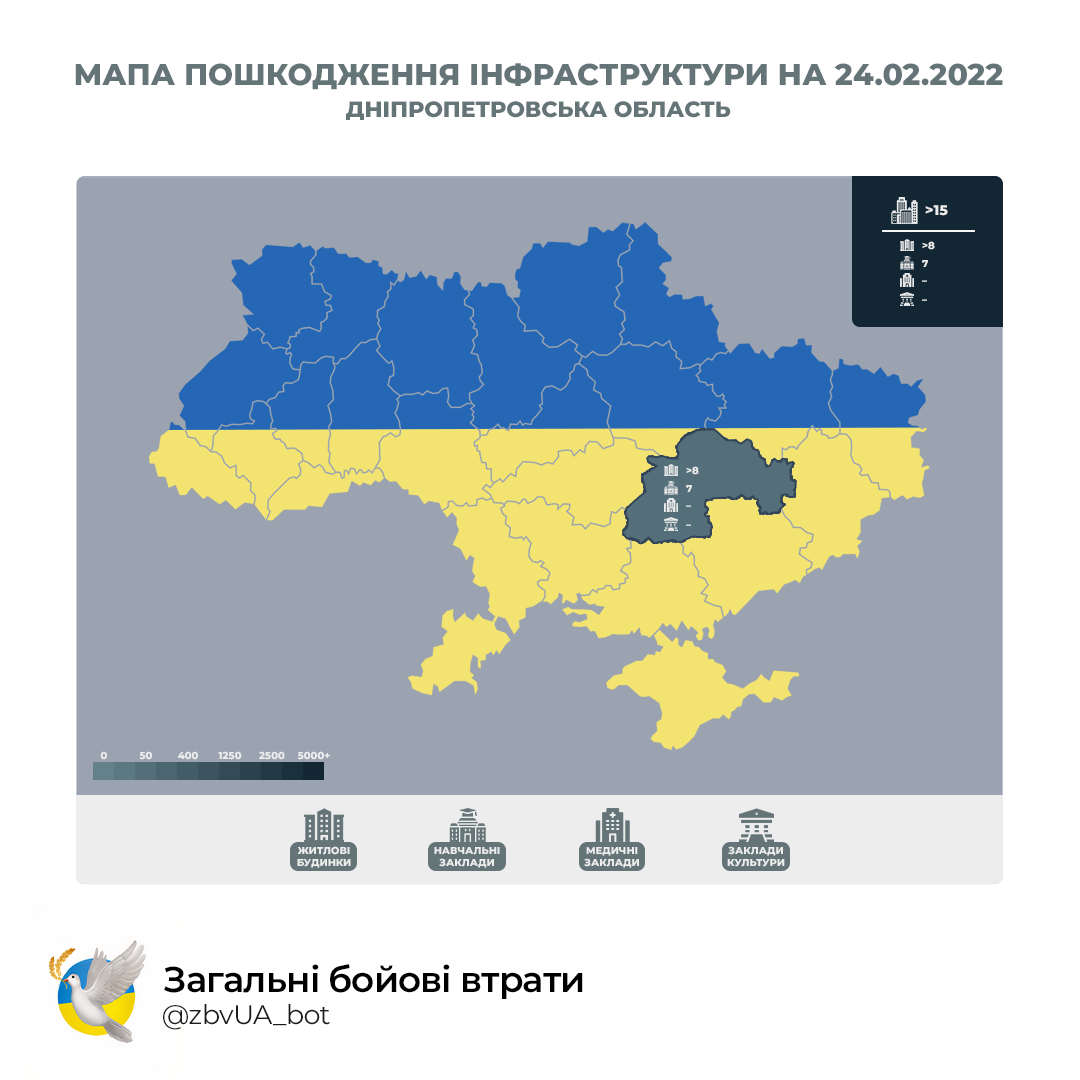 МАПА ПОШКОДЖЕННЯ ІНФРАСТРУКТУРИ НА 24.02.2022
ДНІПРОПЕТРОВСЬКА ОБЛАСТЬ
>15
>8
7
–
–
>8
7
–
–
0 50 400 1250 2500 5000+
ЖИТЛОВІ
БУДИНКИ
НАВЧАЛЬНІ
ЗАКЛАДИ
МЕДИЧНІ
ЗАКЛАДИ
ЗАКЛАДИ
КУЛЬТУРИ
Загальні бойові втрати
@zbvUA_bot